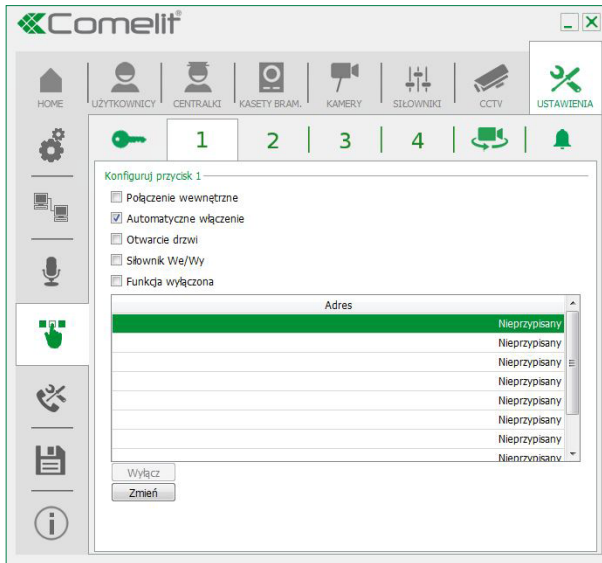 Comelit®
HOME
UŻYTKOWNICY
CENTRALKI
KASETY BRAM.
KAMERY
SIŁOWNIKI
CCTV
USTAWIENIA
1
2
3
4
Konfiguruj przycisk 1
Połączenie wewnętrzne
Automatyczne włączenie
Otwarcie drzwi
Siłownik We/Wy
Funkcja wyłączona
Adres
Nieprzypisany
Nieprzypisany
Nieprzypisany
Nieprzypisany
Nieprzypisany
Nieprzypisany
Nieprzypisany
Nieprzypisany
Wyłącz
Zmień